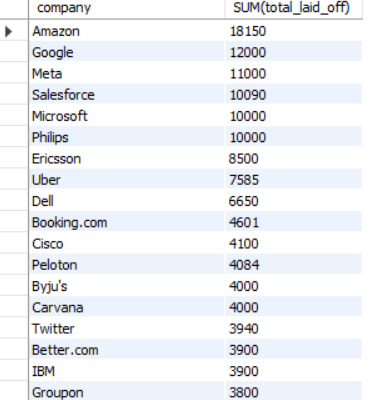 company SUM(total_laid_off)
Amazon 18150
Google 12000
Meta 11000
Salesforce 10090
Microsoft 10000
Philips 10000
Ericsson 8500
Uber 7585
Dell 6650
Booking.com 4601
Cisco 4100
Peloton 4084
Byju's 4000
Carvana 4000
Twitter 3940
Better.com 3900
IBM 3900
Groupon 3800